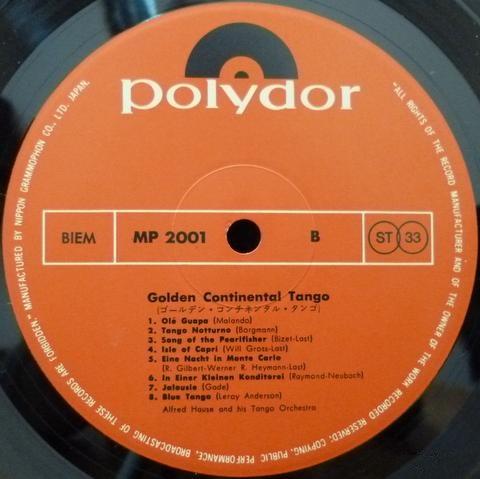 polydor
BIEM
MP 2001
B
ST 33
Golden Continental Tango
(ゴールデン・コンチネンタル・タンゴ)
1. Olé Guapa (Malando)
2. Tango Notturno (Borgmann)
3. Song of the Pearlfisher (Bizet-Last)
4. Isle of Capri (Will Gross-Last)
5. Eine Nacht in Monte Carlo
(R. Gilbert-Werner R. Heymann-Last)
6. In Einer Kleinen Konditorei (Raymond-Neubach)
7. Jalousie (Gade)
8. Blue Tango (Leroy Anderson)
Alfred Hause and his Tango Orchestra
"ALL RIGHTS OF THE RECORD MANUFACTURER AND OF THE OWNER OF THE WORK RECORDED RESERVED; COPYING, PUBLIC PERFORMANCE, BROADCASTING OF THESE RECORDS ARE FORBIDDEN" MANUFACTURED BY NIPPON GRAMMOPHON CO., LTD. JAPAN.